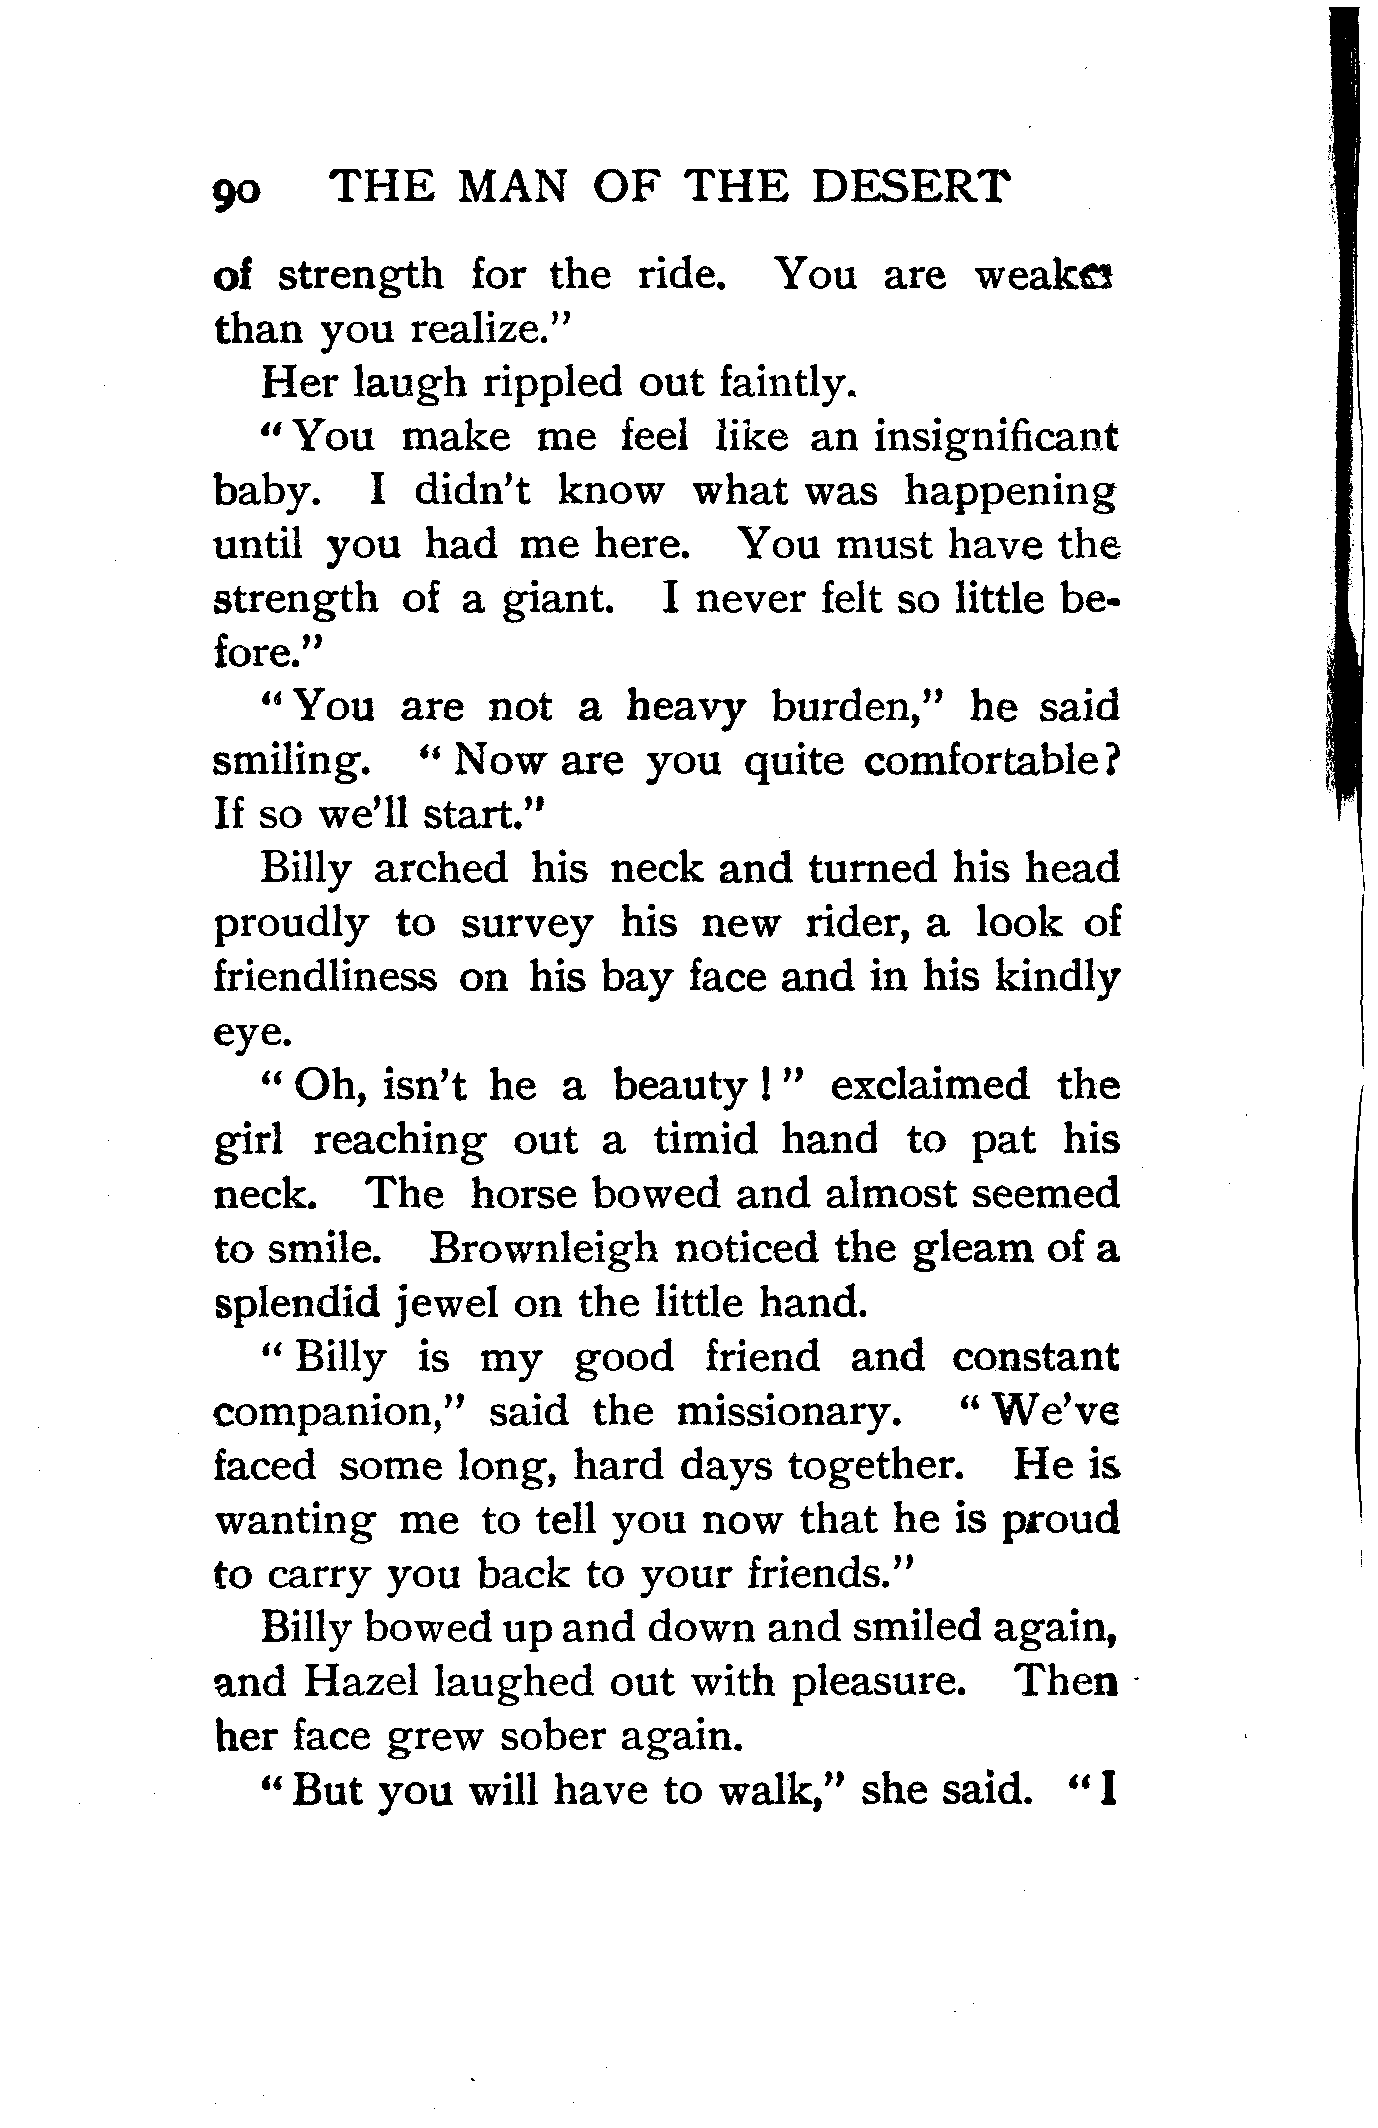 90 THE MAN OF THE DESERT
of strength for the ride. You are weaker
than you realize."
Her laugh rippled out faintly.
"You make me feel like an insignificant
baby. I didn't know what was happening
until you had me here. You must have the
strength of a giant. I never felt so little be-
fore."
"You are not a heavy burden," he said
smiling. "Now are you quite comfortable?
If so we'll start."
Billy arched his neck and turned his head
proudly to survey his new rider, a look of
friendliness on his bay face and in his kindly
eye.
"Oh, isn't he a beauty!" exclaimed the
girl reaching out a timid hand to pat his
neck. The horse bowed and almost seemed
to smile. Brownleigh noticed the gleam of a
splendid jewel on the little hand.
"Billy is my good friend and constant
companion," said the missionary. "We've
faced some long, hard days together. He is
wanting me to tell you now that he is proud
to carry you back to your friends."
Billy bowed up and down and smiled again,
and Hazel laughed out with pleasure. Then
her face grew sober again.
"But you will have to walk," she said. "I